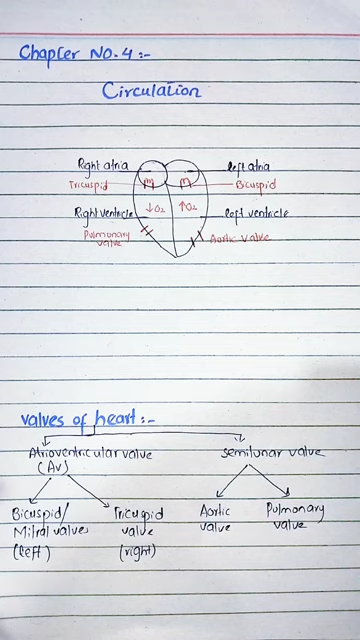 Chapter NO.4:-
Circulation
Right atria left atria
Tricuspid Bicuspid
↓O₂ ↑O₂
Right ventricle left ventricle
Pulmonary valve Aortic valve
valves of heart:-
Atrioventricular valve semilunar valve
(AV)
Bicuspid/ Tricuspid Aortic Pulmonary
Mitral valves valve valve valve
(left) (right)